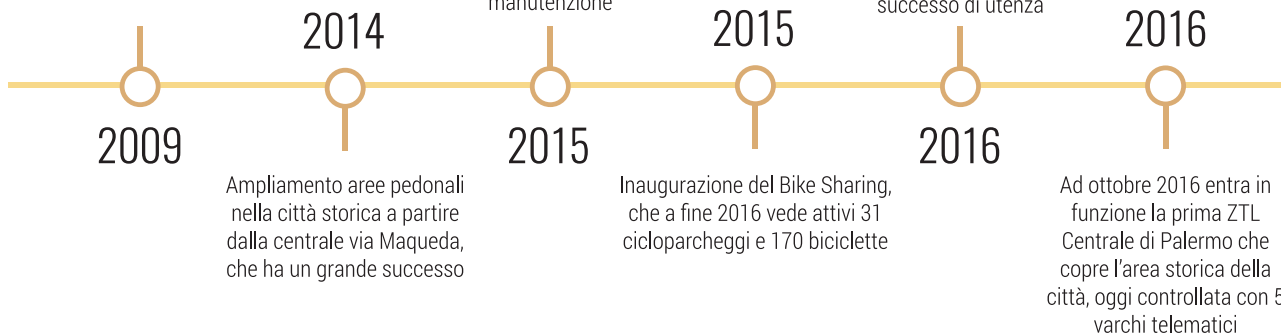 manutenzione
successo di utenza
2014
2015
2016
2009
2015
2016
Ampliamento aree pedonali
nella città storica a partire
dalla centrale via Maqueda,
che ha un grande successo
Inaugurazione del Bike Sharing,
che a fine 2016 vede attivi 31
cicloparcheggi e 170 biciclette
Ad ottobre 2016 entra in
funzione la prima ZTL
Centrale di Palermo che
copre l'area storica della
città, oggi controllata con 5
varchi telematici